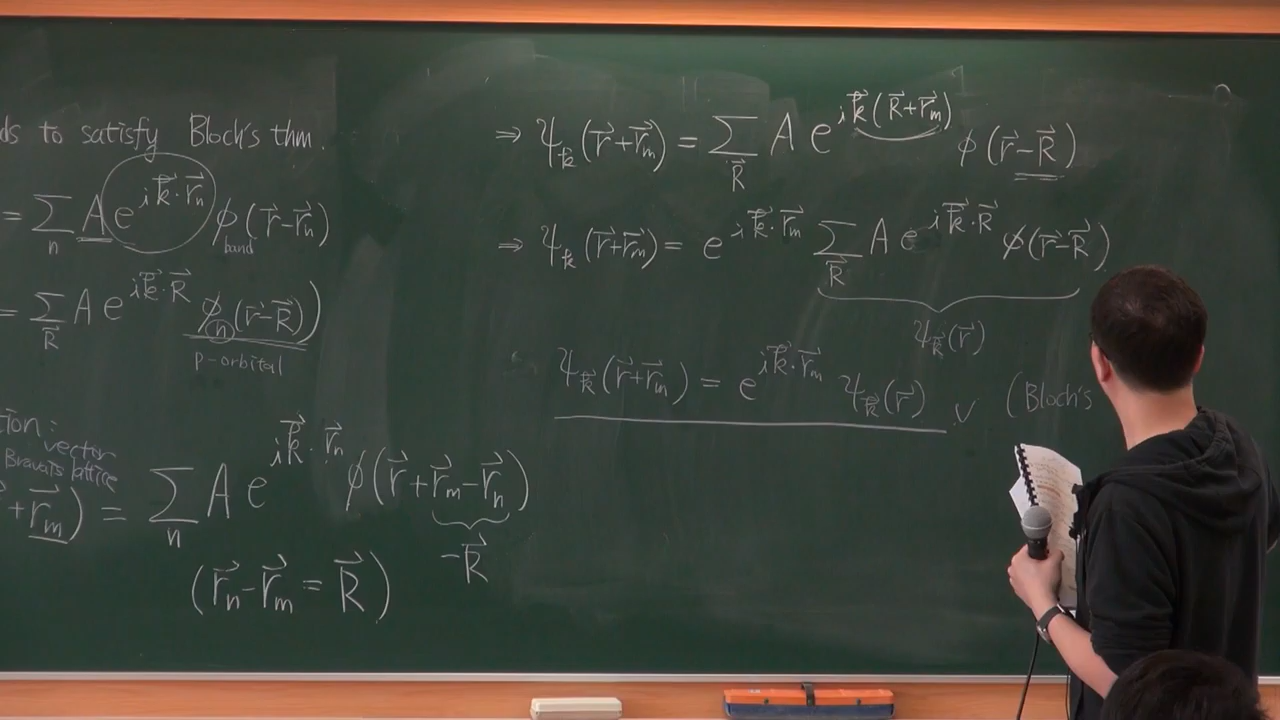 ds to satisfy Bloch's thm.
= Σ_n A e^{i k⃗·r⃗_n} φ_band (r⃗-r⃗_n)
= Σ_R⃗ A e^{i k⃗·R⃗} φ_n (r⃗-R⃗))
p-orbital
tion:
vector
Bravais lattice
+r⃗_m) = Σ_n A e^{i k⃗·r⃗_n} φ(r⃗+r⃗_m-r⃗_n)
-R⃗
(r⃗_n-r⃗_m = R⃗)
⇒ ψ_k⃗ (r⃗+r⃗_m) = Σ_R⃗ A e^{i k⃗(R⃗+r⃗_m)} φ(r⃗-R⃗)
⇒ ψ_k⃗ (r⃗+r⃗_m) = e^{i k⃗·r⃗_m} Σ_R⃗ A e^{i k⃗·R⃗} φ(r⃗-R⃗)
ψ_k⃗(r⃗)
ψ_k⃗ (r⃗+r⃗_m) = e^{i k⃗·r⃗_m} ψ_k⃗(r⃗) ✓ (Bloch's